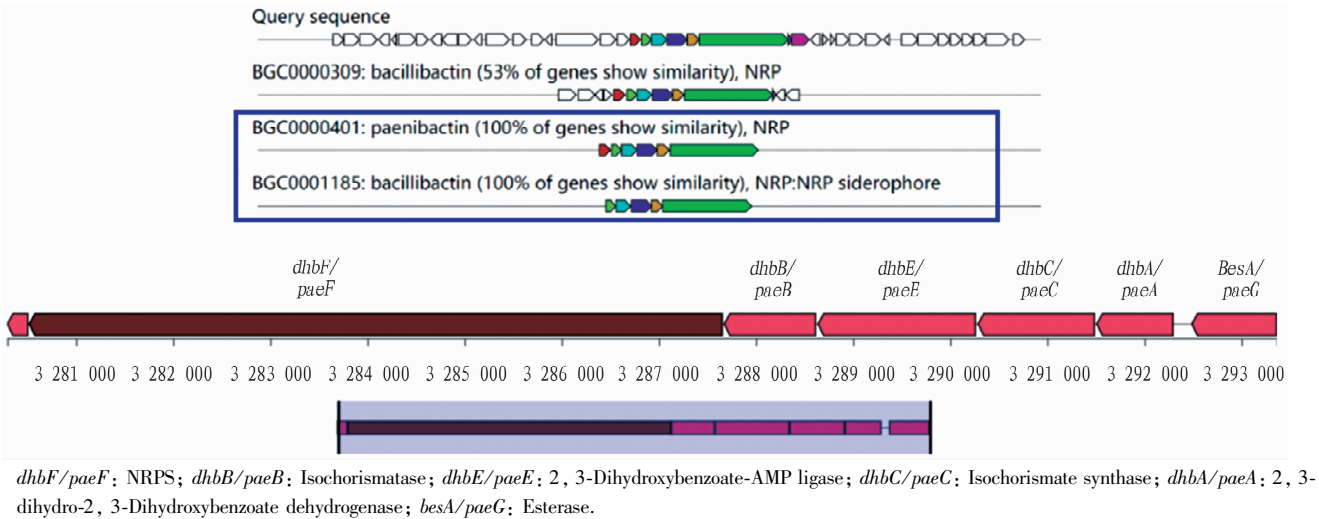 Query sequence
BGC0000309: bacillibactin (53% of genes show similarity), NRP
BGC0000401: paenibactin (100% of genes show similarity), NRP
BGC0001185: bacillibactin (100% of genes show similarity), NRP:NRP siderophore
dhbF/ dhbB/ dhbE/ dhbC/ dhbA/ BesA/
paeF paeB paeE paeC paeA paeG
3 281 000 3 282 000 3 283 000 3 284 000 3 285 000 3 286 000 3 287 000 3 288 000 3 289 000 3 290 000 3 291 000 3 292 000 3 293 000
dhbF/paeF: NRPS; dhbB/paeB: Isochorismatase; dhbE/paeE: 2, 3-Dihydroxybenzoate-AMP ligase; dhbC/paeC: Isochorismate synthase; dhbA/paeA: 2, 3-
dihydro-2, 3-Dihydroxybenzoate dehydrogenase; besA/paeG: Esterase.